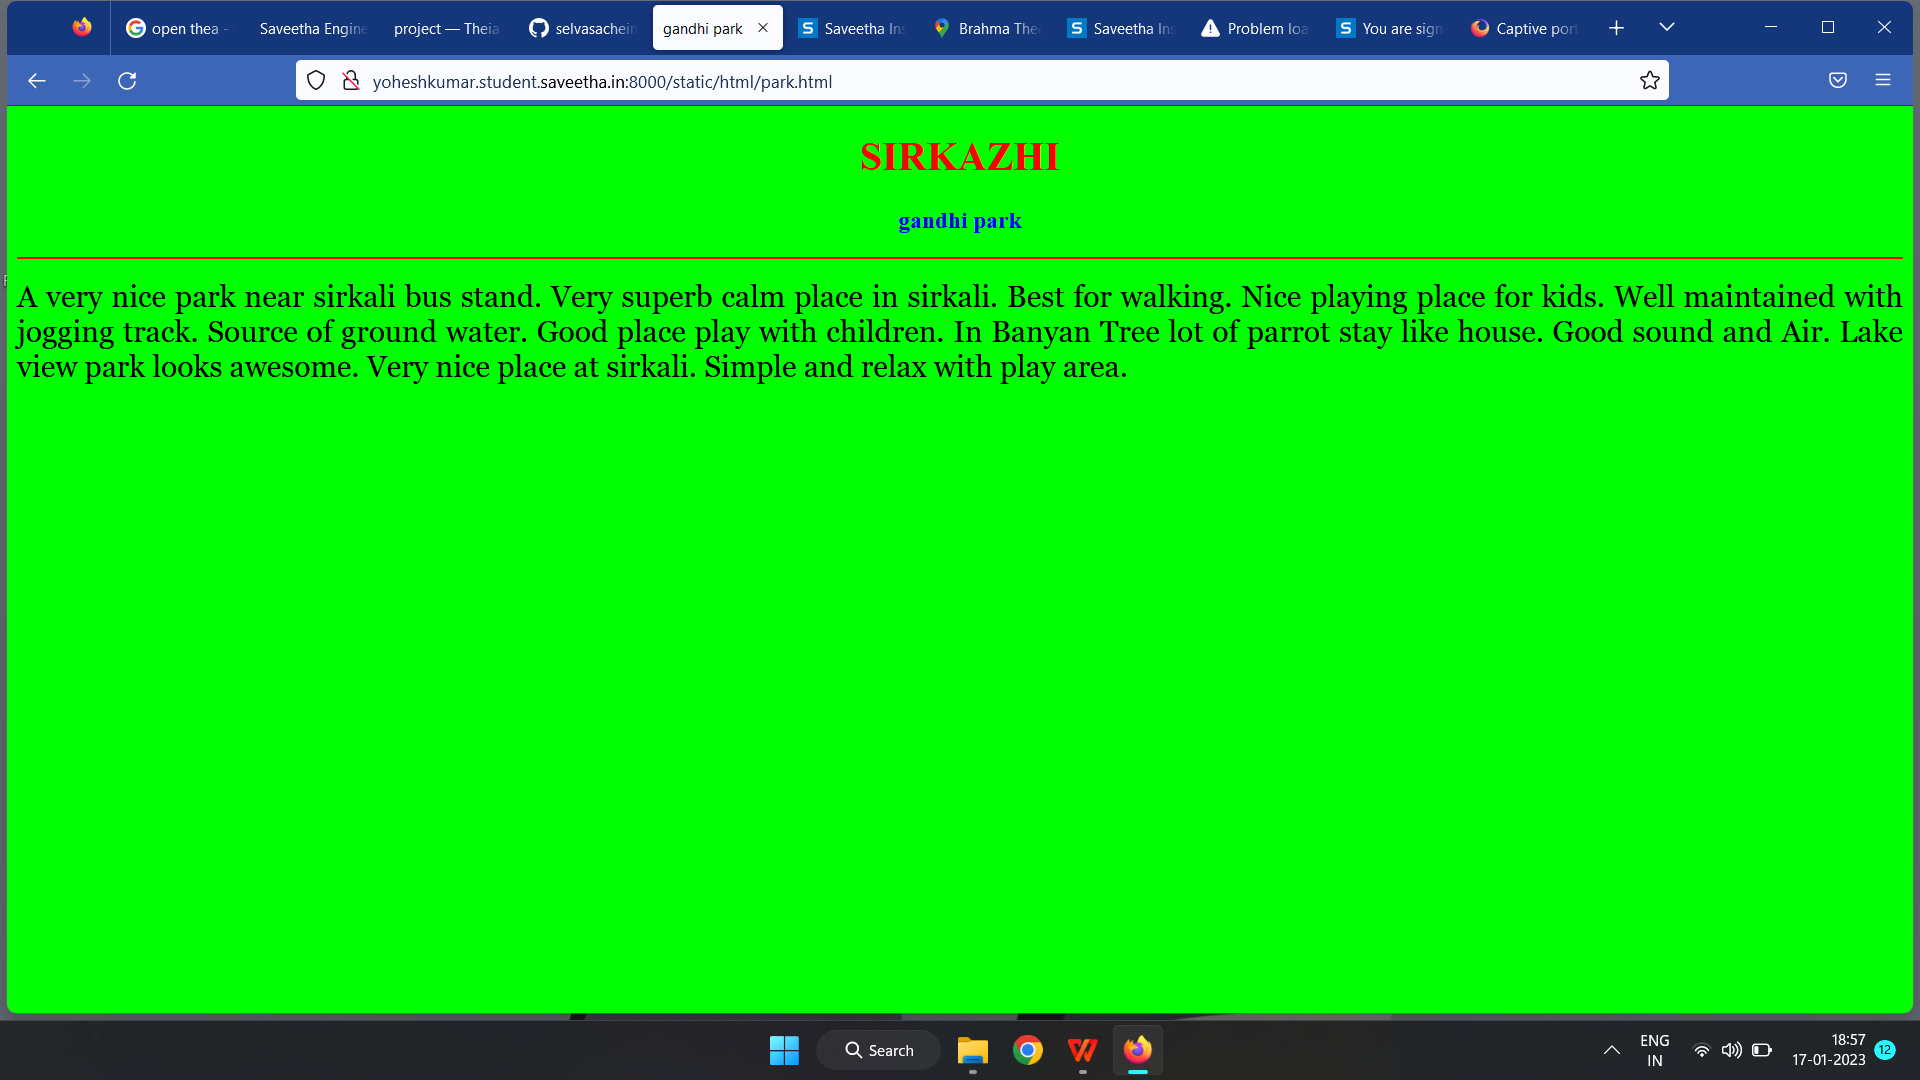 open thea -
Saveetha Engine
project — Theia
selvasachein
gandhi park
Saveetha Ins
Brahma Thee
Saveetha Ins
Problem loa
You are sign
Captive port
yoheshkumar.student.saveetha.in:8000/static/html/park.html
SIRKAZHI
gandhi park
A very nice park near sirkali bus stand. Very superb calm place in sirkali. Best for walking. Nice playing place for kids. Well maintained with
jogging track. Source of ground water. Good place play with children. In Banyan Tree lot of parrot stay like house. Good sound and Air. Lake
view park looks awesome. Very nice place at sirkali. Simple and relax with play area.
Search
ENG
IN
18:57
17-01-2023
12